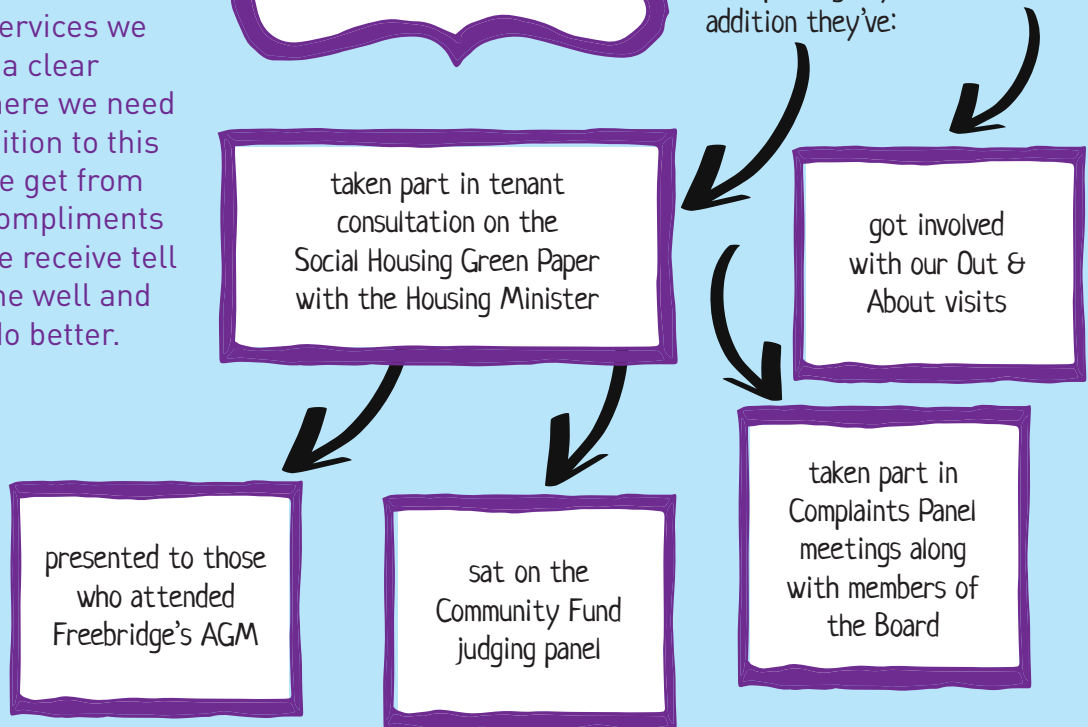 ervices we
a clear
here we need
ition to this
e get from
ompliments
e receive tell
ne well and
do better.
addition they've:
taken part in tenant
consultation on the
Social Housing Green Paper
with the Housing Minister
got involved
with our Out &
About visits
presented to those
who attended
Freebridge's AGM
sat on the
Community Fund
judging panel
taken part in
Complaints Panel
meetings along
with members of
the Board